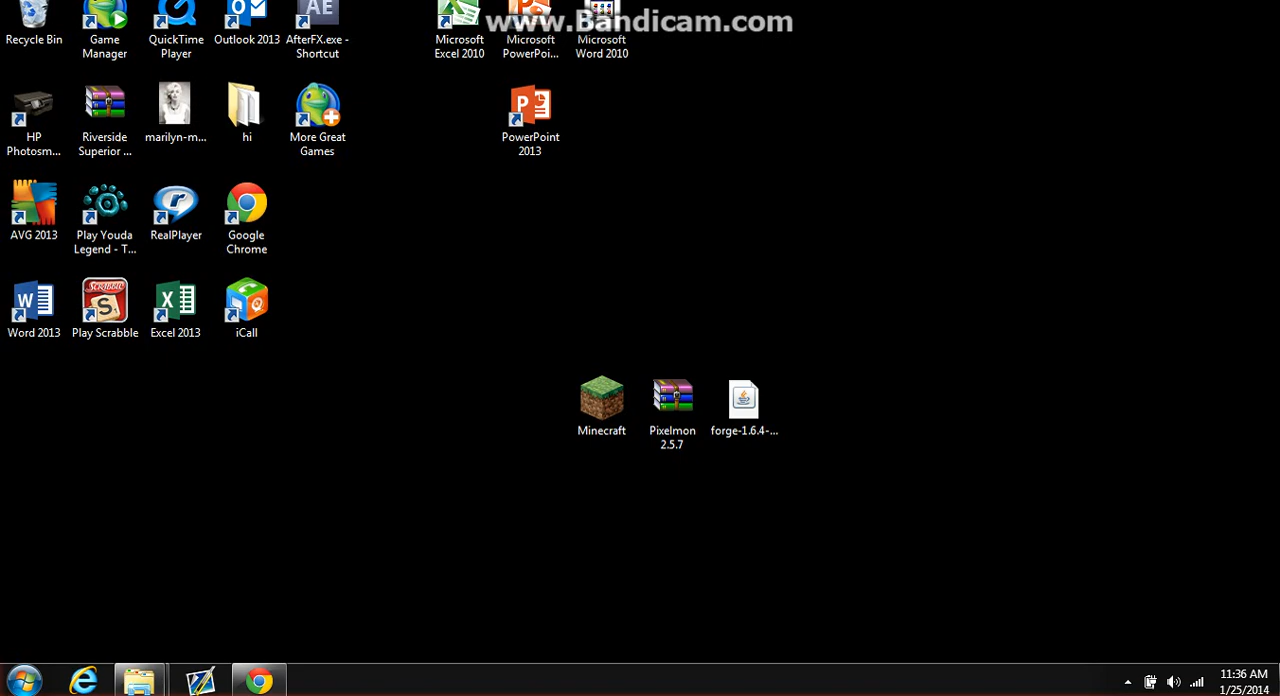 www.Bandicam.com
Recycle Bin
Game
Manager
QuickTime
Player
Outlook 2013
AfterFX.exe -
Shortcut
Microsoft
Excel 2010
Microsoft
PowerPoi...
Microsoft
Word 2010
HP
Photosm...
Riverside
Superior ...
marilyn-m...
hi
More Great
Games
PowerPoint
2013
AVG 2013
Play Youda
Legend - T...
RealPlayer
Google
Chrome
Word 2013
Play Scrabble
Excel 2013
iCall
Minecraft
Pixelmon
2.5.7
forge-1.6.4-...
11:36 AM
1/25/2014